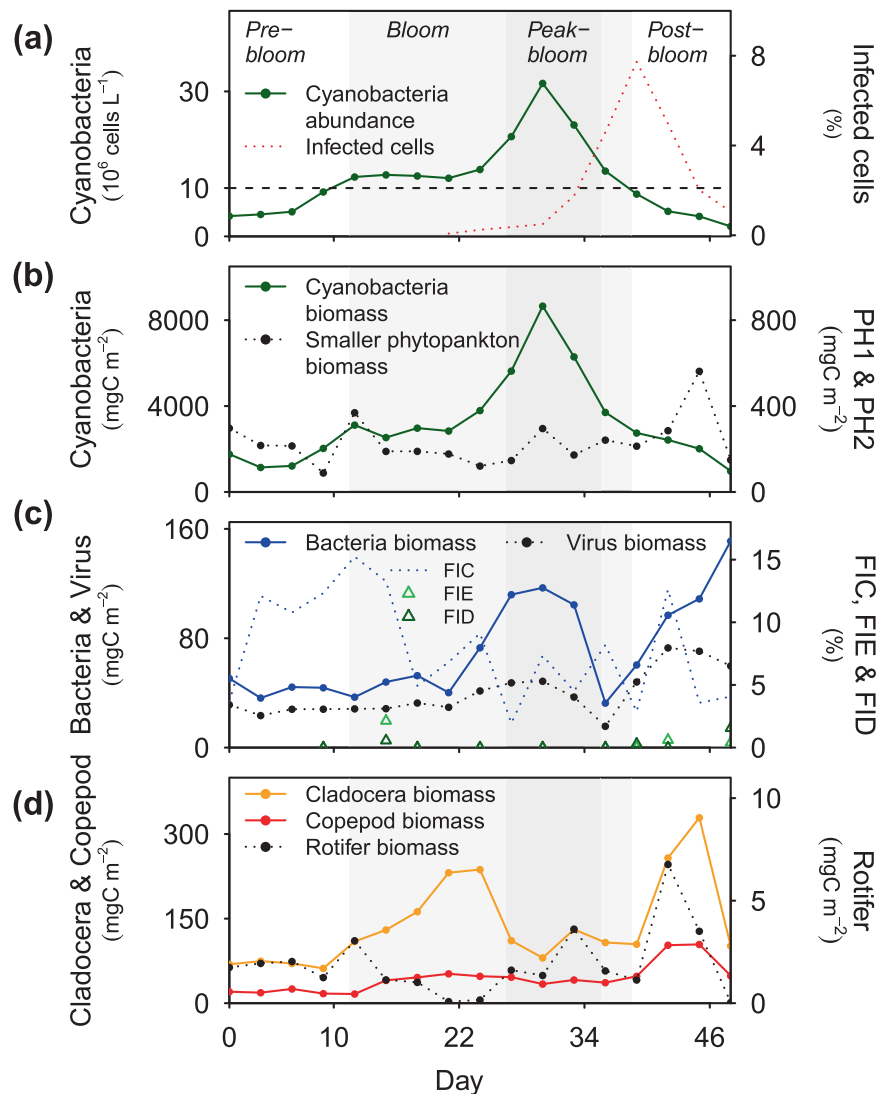 (a)
Pre-
bloom
Bloom
Peak-
bloom
Post-
bloom
Cyanobacteria
(10⁶ cells L⁻¹)
30
10
0
Cyanobacteria
abundance
Infected cells
8
4
0
Infected cells
(%)
(b)
Cyanobacteria
(mgC m⁻²)
8000
4000
0
Cyanobacteria
biomass
Smaller phytopankton
biomass
800
400
0
PH1 & PH2
(mgC m⁻²)
(c)
Bacteria & Virus
(mgC m⁻²)
160
80
0
Bacteria biomass
Virus biomass
FIC
FIE
FID
15
10
5
0
FIC, FIE & FID
(%)
(d)
Cladocera & Copepod
(mgC m⁻²)
300
150
0
Cladocera biomass
Copepod biomass
Rotifer biomass
10
5
0
Rotifer
(mgC m⁻²)
0 10 22 34 46
Day